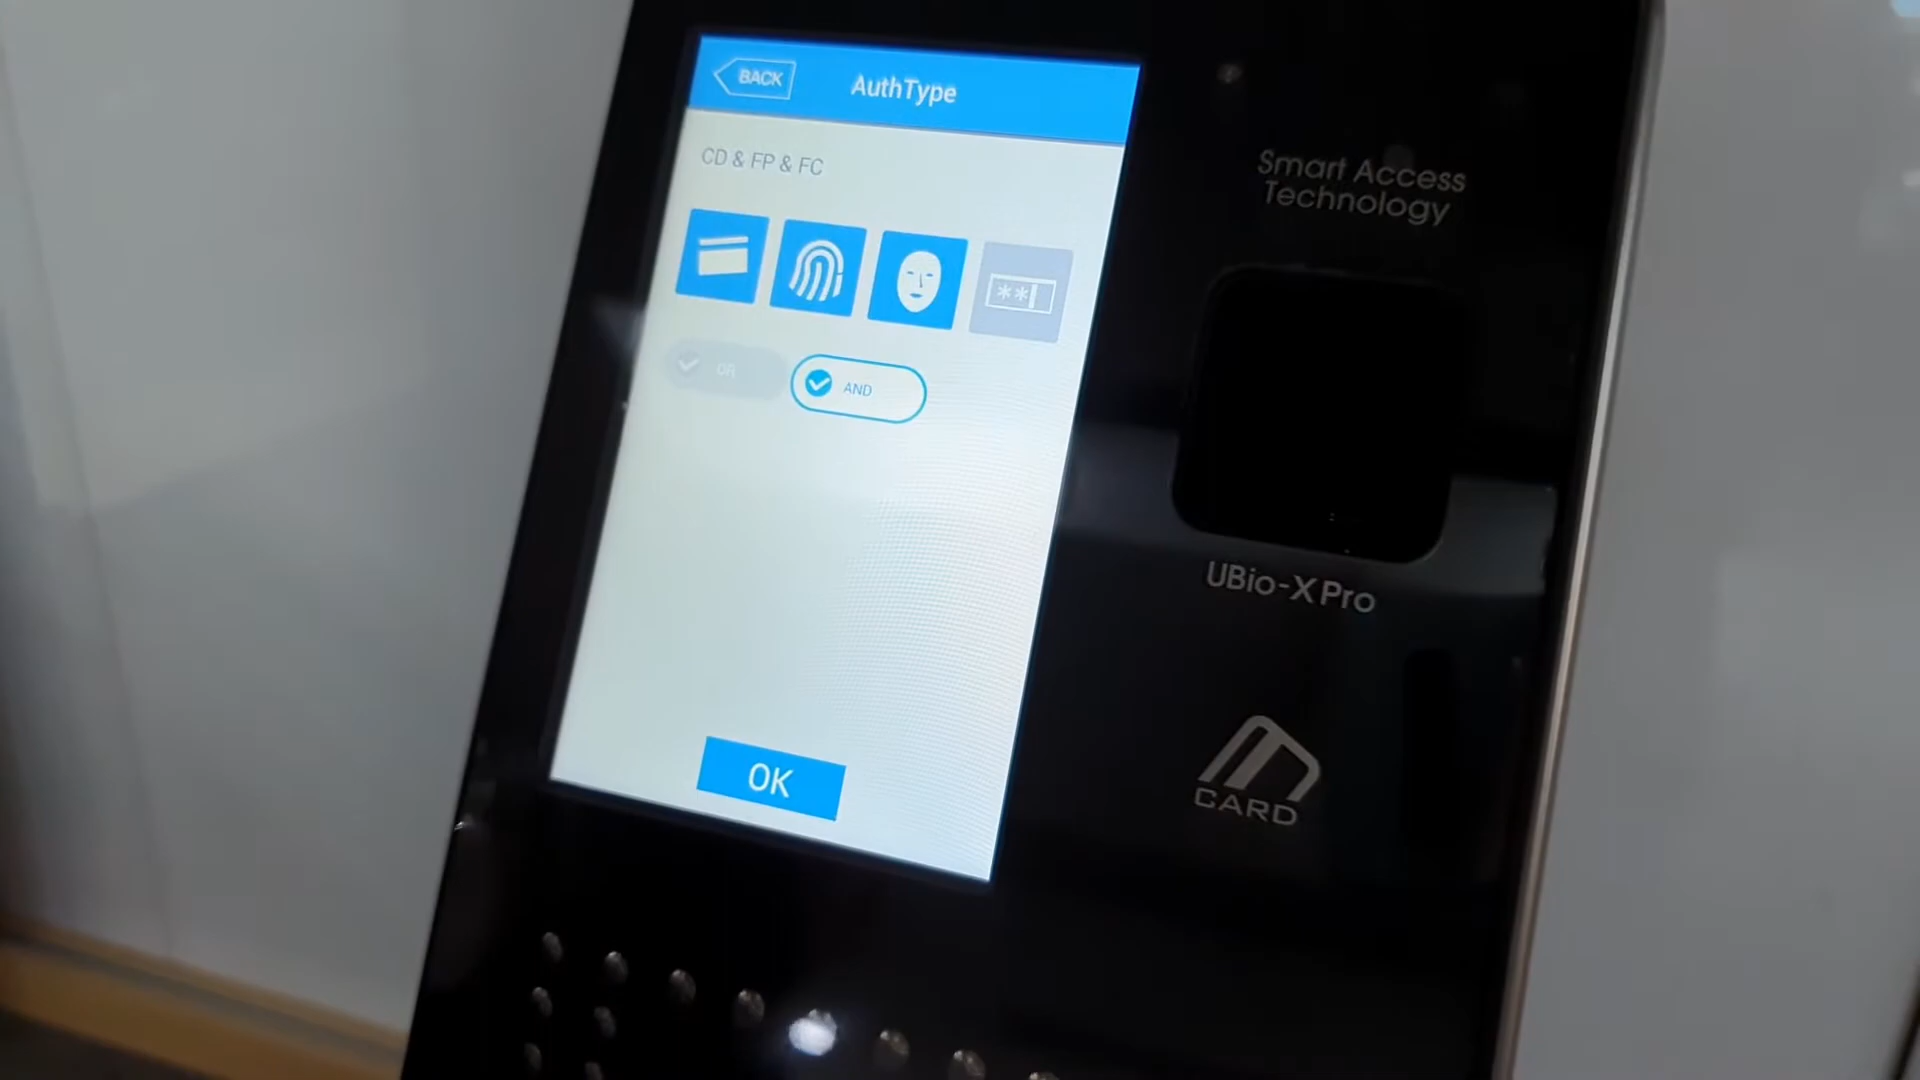 BACK
AuthType
CD & FP & FC
**
OR
AND
OK
Smart Access
Technology
UBio-X Pro
CARD